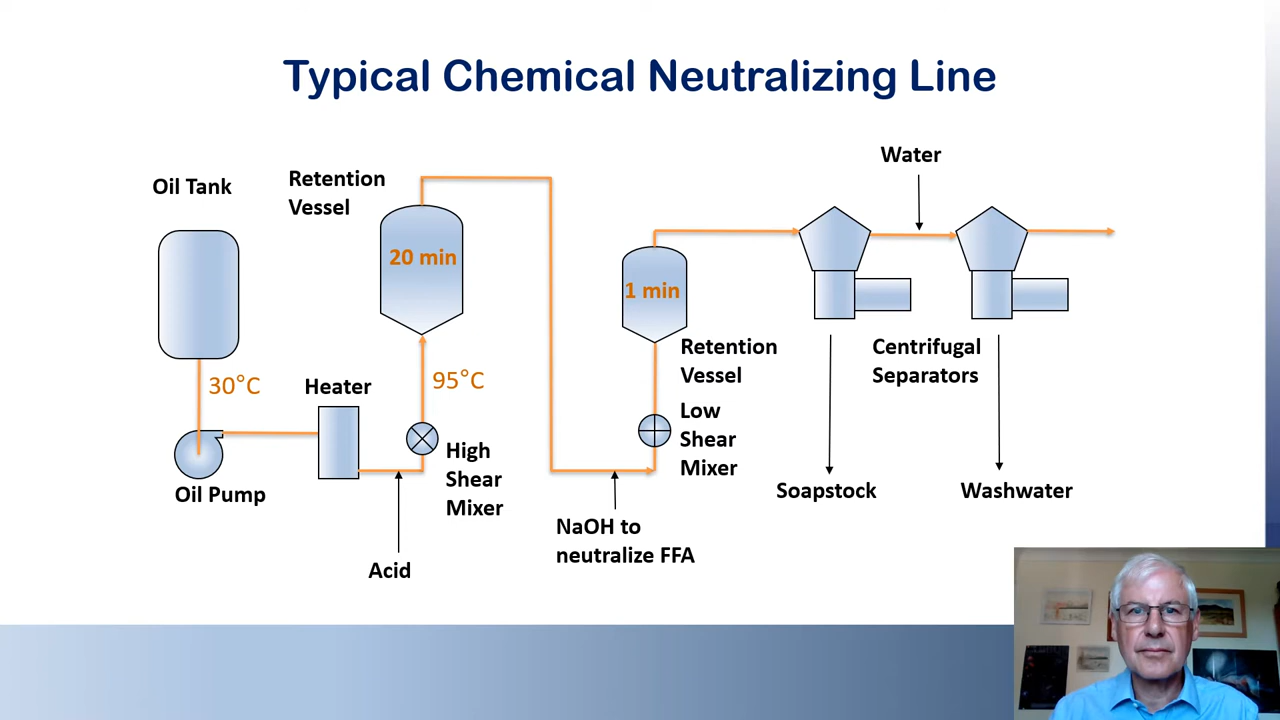 Typical Chemical Neutralizing Line
Water
Oil Tank
Retention
Vessel
20 min
1 min
30°C
Heater
95°C
Retention
Vessel
Centrifugal
Separators
Low
Shear
Mixer
High
Shear
Mixer
Oil Pump
Soapstock
Washwater
NaOH to
neutralize FFA
Acid